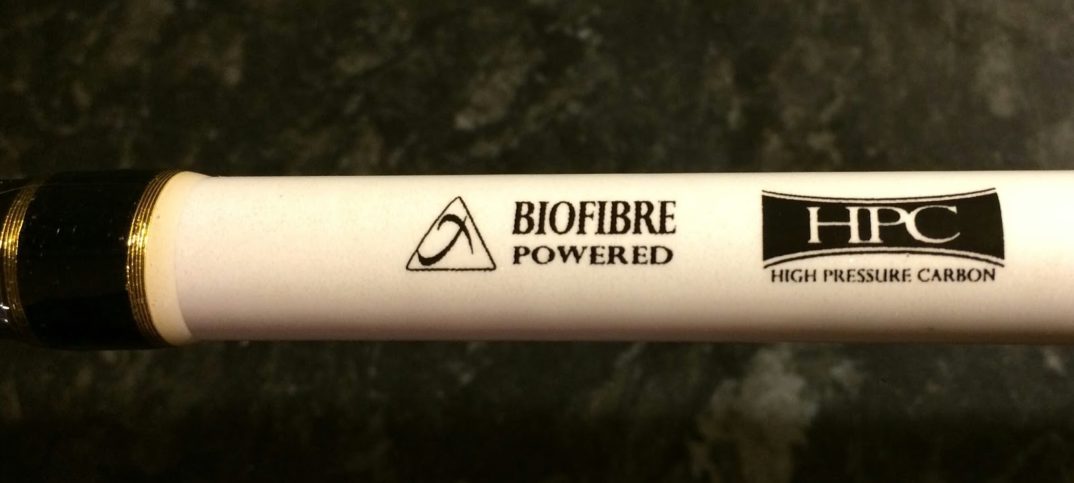 BIOFIBRE
POWERED
HPC
HIGH PRESSURE CARBON